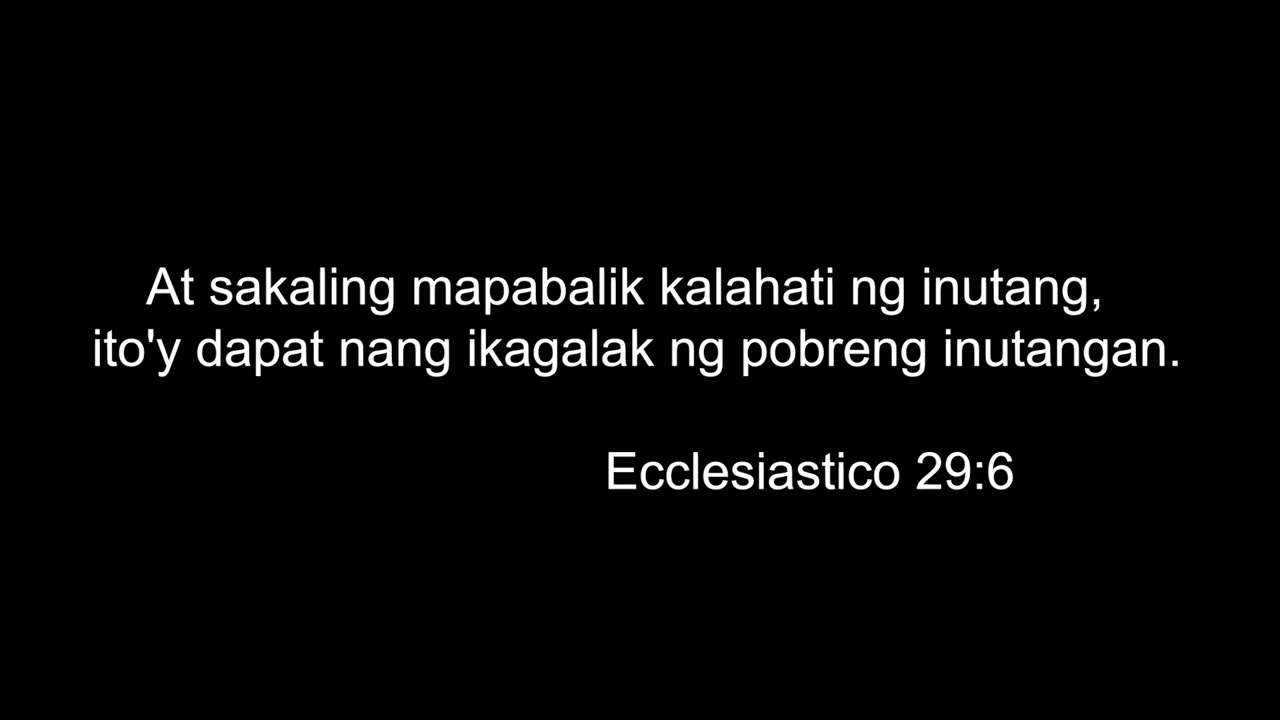 At sakaling mapabalik kalahati ng inutang,
ito'y dapat nang ikagalak ng pobreng inutangan.
Ecclesiastico 29:6